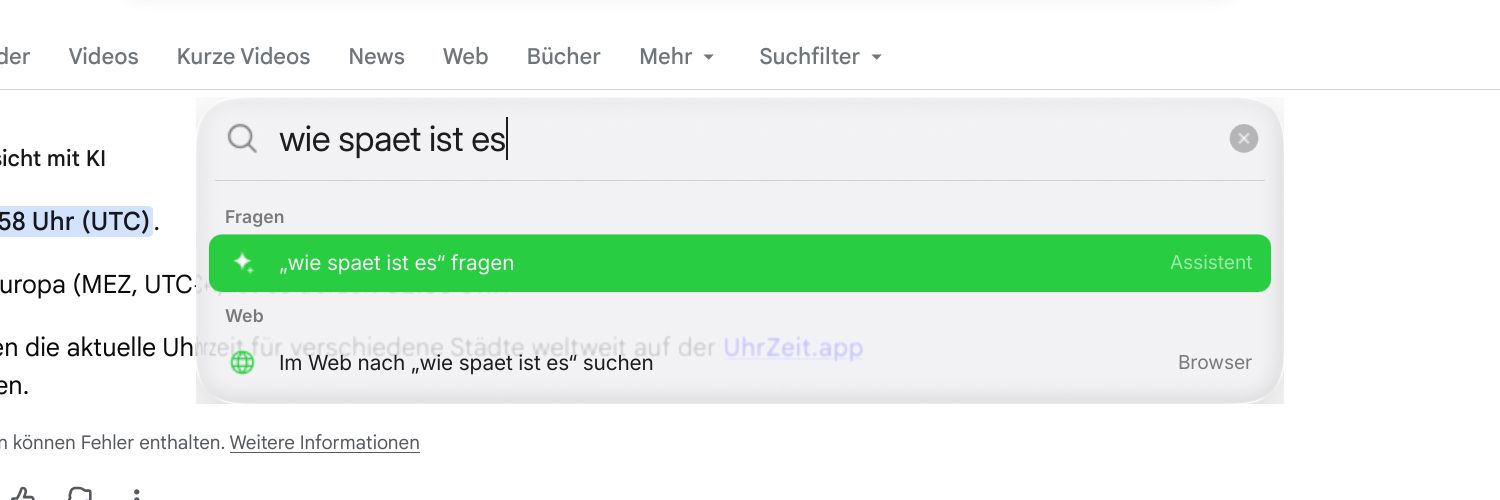 der Videos Kurze Videos News Web Bücher Mehr Suchfilter
wie spaet ist es
sicht mit KI
Fragen
58 Uhr (UTC).
„wie spaet ist es“ fragen Assistent
uropa (MEZ, UTC
Web
en die aktuelle Uhrzeit für verschiedene Städte weltweit auf der UhrZeit.app
Im Web nach „wie spaet ist es“ suchen Browser
en.
n können Fehler enthalten. Weitere Informationen